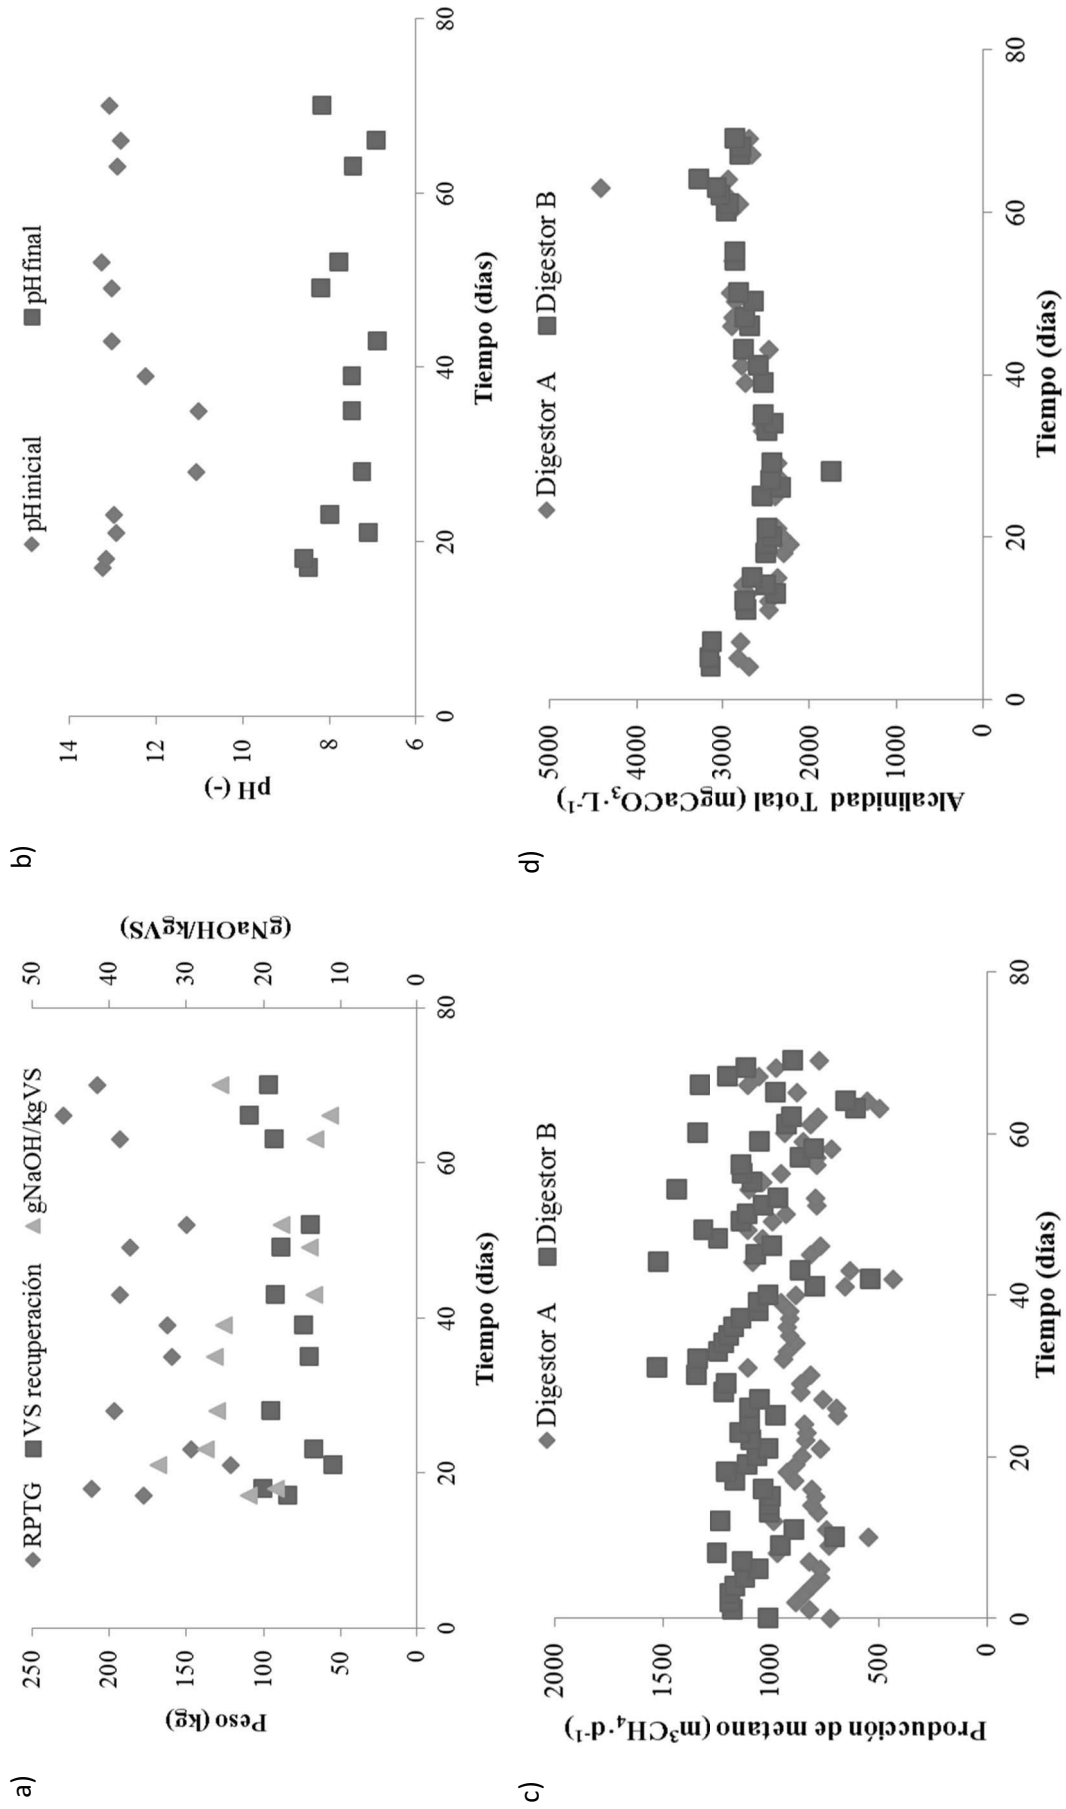 a)
◆RPTG ■VS recuperación ▲gNaOH/kgVS
250
200
150
100
50
0
Peso (kg)
50
40
30
20
10
0
(gNaOH/kgVS)
0
20
40
60
80
Tiempo (días)
b)
◆pHinicial ■pHfinal
14
12
10
8
6
pH (-)
0
20
40
60
80
Tiempo (días)
c)
◆Digestor A ■Digestor B
2000
1500
1000
500
0
Producción de metano (m³CH₄·d⁻¹)
0
20
40
60
80
Tiempo (días)
d)
◆Digestor A ■Digestor B
5000
4000
3000
2000
1000
0
Alcalinidad Total (mgCaCO₃·L⁻¹)
0
20
40
60
80
Tiempo (días)